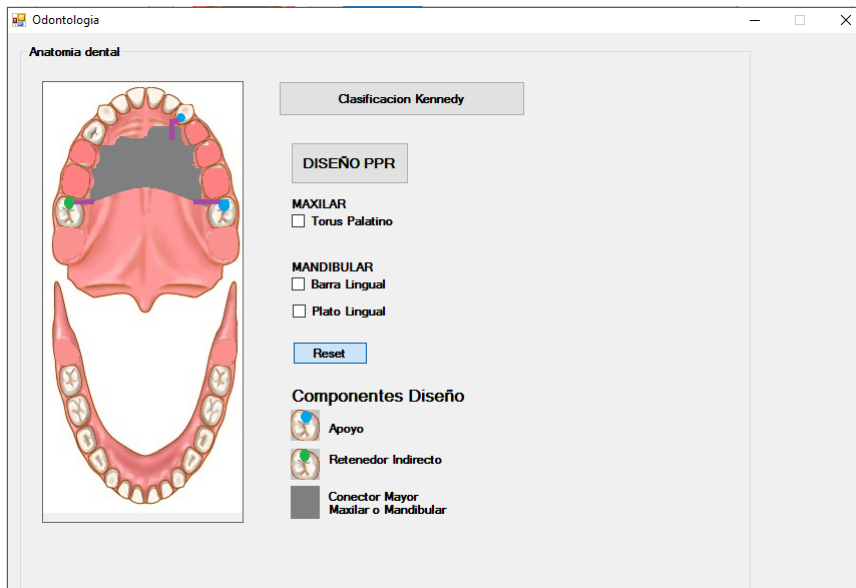 Odontologia
Anatomia dental
Clasificacion Kennedy
DISEÑO PPR
MAXILAR
Torus Palatino
MANDIBULAR
Barra Lingual
Plato Lingual
Reset
Componentes Diseño
Apoyo
Retenedor Indirecto
Conector Mayor
Maxilar o Mandibular